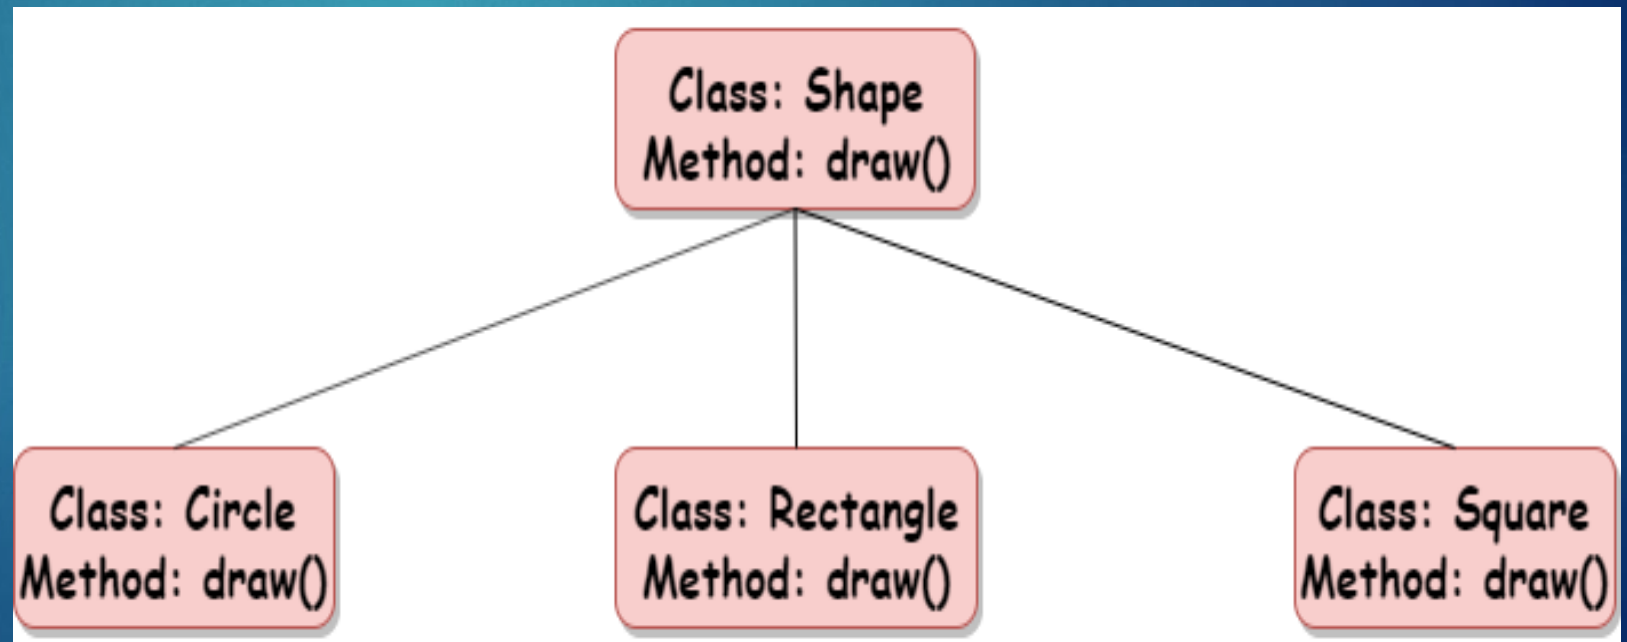 Class: Shape
Method: draw()
Class: Circle
Method: draw()
Class: Rectangle
Method: draw()
Class: Square
Method: draw()